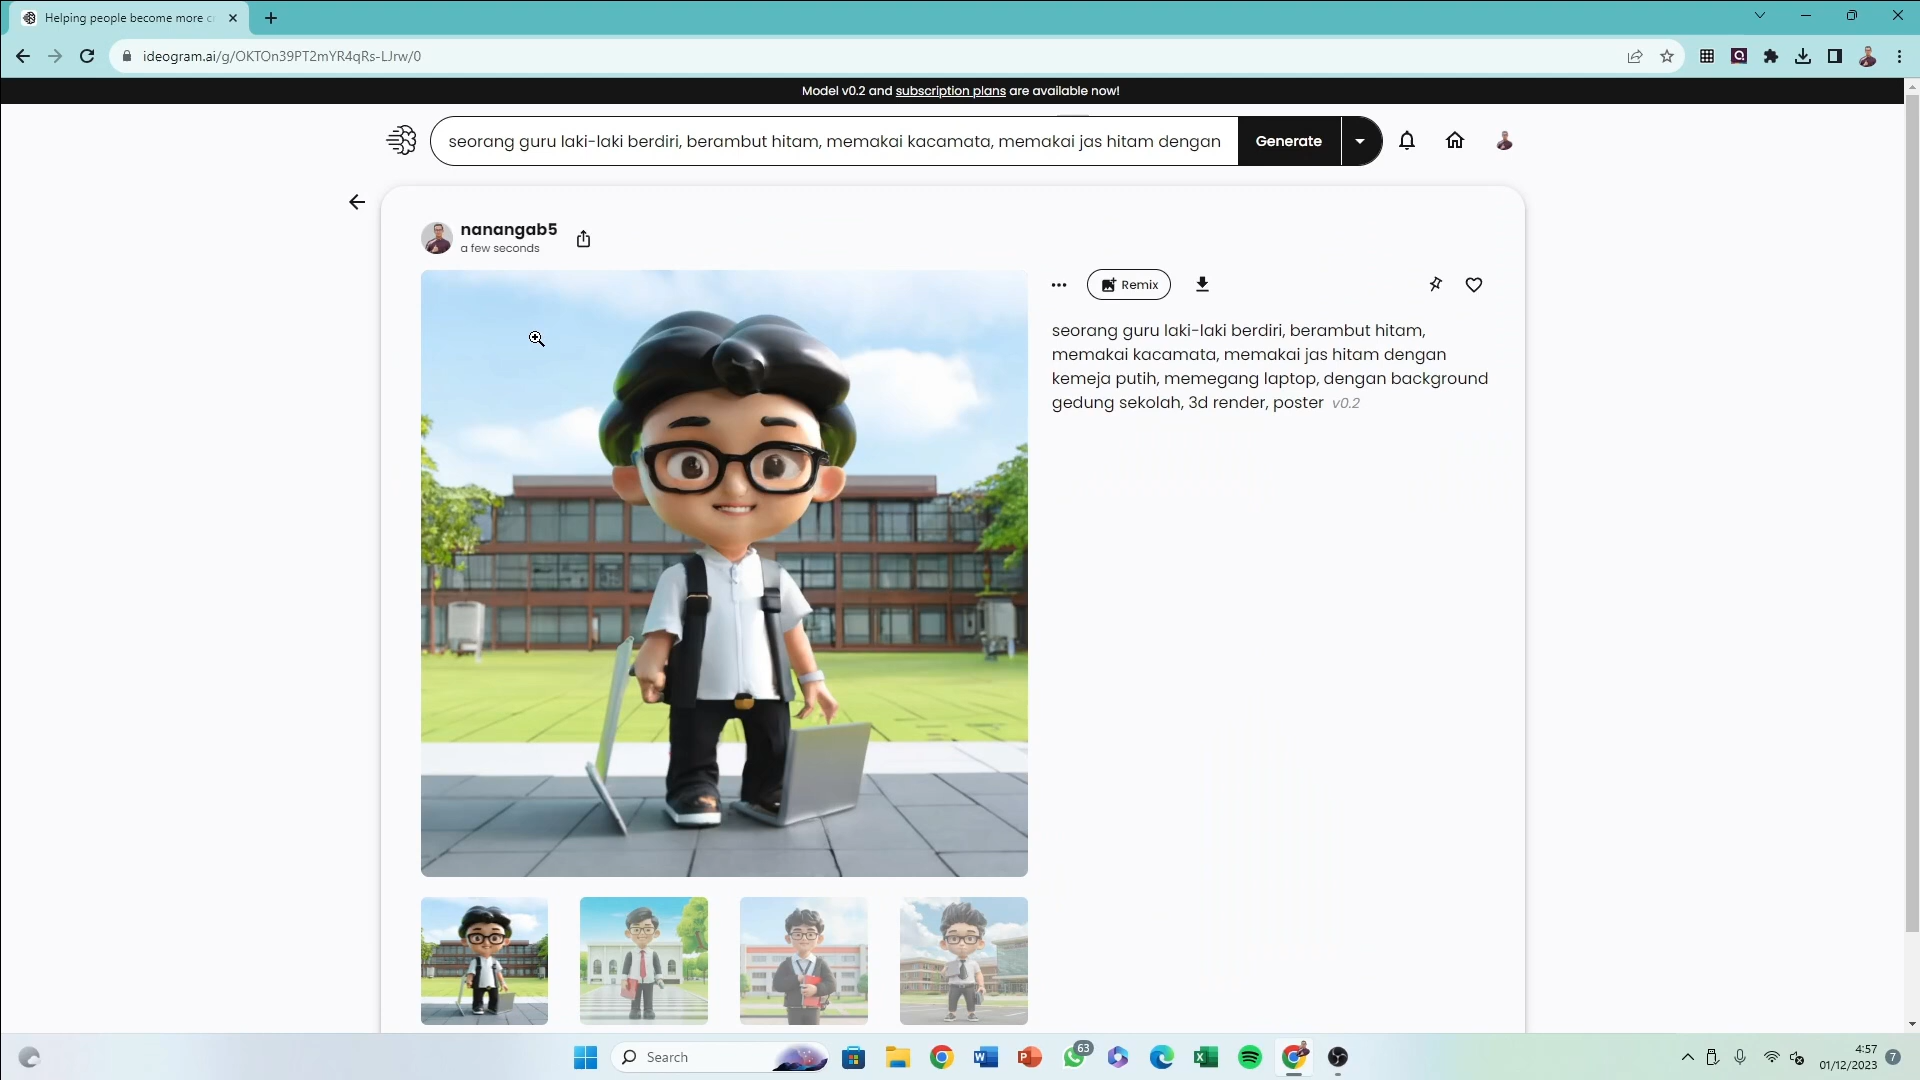 Helping people become more c
ideogram.ai/g/OKTOn39PT2mYR4qRs-LJrw/0
Model v0.2 and subscription plans are available now!
seorang guru laki-laki berdiri, berambut hitam, memakai kacamata, memakai jas hitam dengan
Generate
nanangab5
a few seconds
Remix
seorang guru laki-laki berdiri, berambut hitam,
memakai kacamata, memakai jas hitam dengan
kemeja putih, memegang laptop, dengan background
gedung sekolah, 3d render, poster v0.2
Search
63
4:57
01/12/2023
7